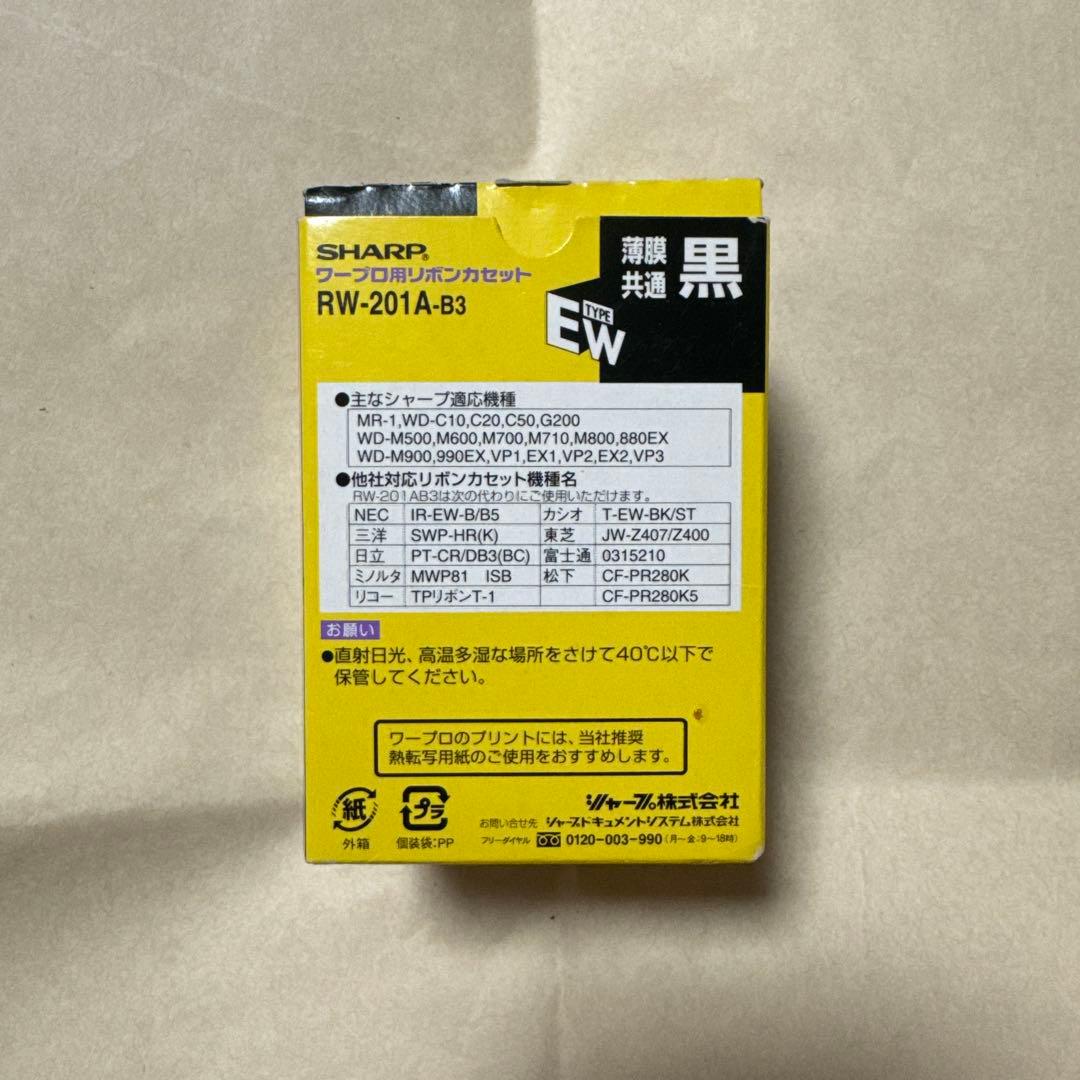 SHARP®
ワープロ用リボンカセット
RW-201A-B3
薄膜
共通
黒
TYPE
EW
●主なシャープ適応機種
MR-1,WD-C10,C20,C50,G200
WD-M500,M600,M700,M710,M800,880EX
WD-M900,990EX,VP1,EX1,VP2,EX2,VP3
●他社対応リボンカセット機種名
RW-201AB3は次の代わりにご使用いただけます。
NEC IR-EW-B/B5 カシオ T-EW-BK/ST
三洋 SWP-HR(K) 東芝 JW-Z407/Z400
日立 PT-CR/DB3(BC) 富士通 0315210
ミノルタ MWP81 ISB 松下 CF-PR280K
リコー TPリボンT-1 CF-PR280K5
お願い
●直射日光、高温多湿な場所をさけて40℃以下で
保管してください。
ワープロのプリントには、当社推奨
熱転写用紙のご使用をおすすめします。
紙
外箱
プラ
個装袋:PP
シャープ株式会社
お問い合せ先 シャープドキュメントシステム株式会社
フリーダイヤル 0120-003-990(月〜金:9〜18時)